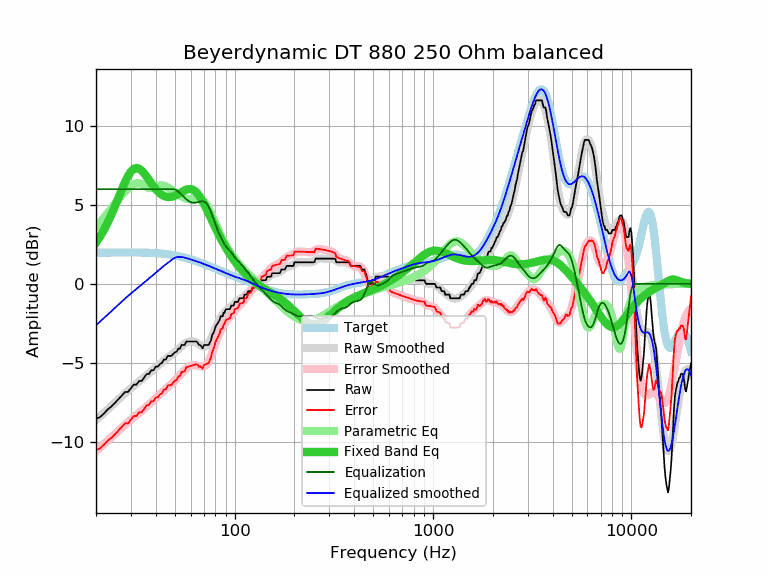 Beyerdynamic DT 880 250 Ohm balanced
Amplitude (dBr)
10
5
0
−5
−10
Target
Raw Smoothed
Error Smoothed
Raw
Error
Parametric Eq
Fixed Band Eq
Equalization
Equalized smoothed
100
1000
10000
Frequency (Hz)